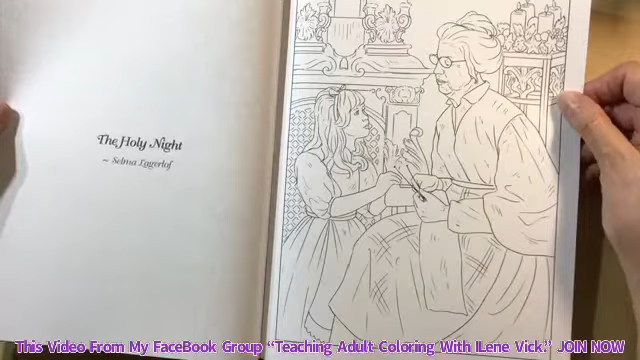 The Holy Night
~ Selma Lagerlof
This Video From My FaceBook Group “Teaching Adult Coloring With ILene Vick” JOIN NOW